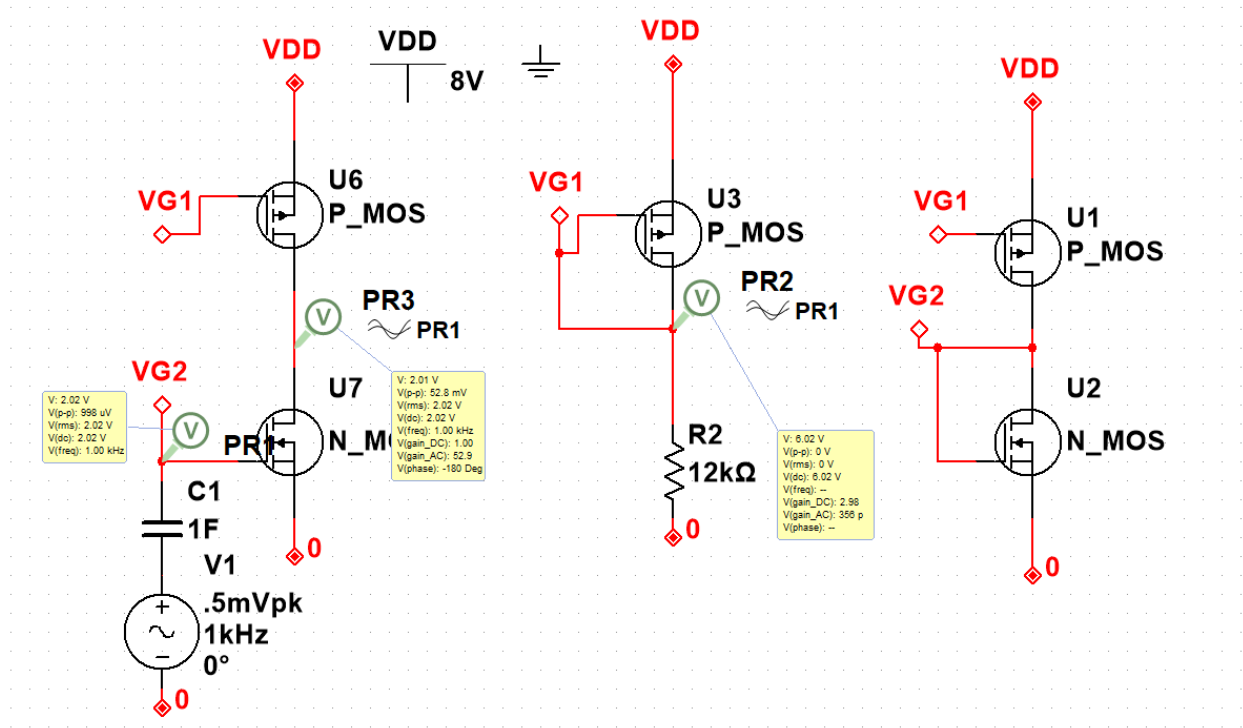 VDD
VDD
8V
VDD
VDD
U6
P_MOS
VG1
VG1
U3
P_MOS
VG1
U1
P_MOS
PR3
PR1
PR2
PR1
VG2
VG2
V: 2.02 V
V(p-p): 998 uV
V(rms): 2.02 V
V(dc): 2.02 V
V(freq): 1.00 kHz
PR1
U7
N_M
V: 2.01 V
V(p-p): 52.8 mV
V(rms): 2.02 V
V(dc): 2.02 V
V(freq): 1.00 kHz
V(gain_DC): 1.00
V(gain_AC): 52.9
V(phase): -180 Deg
R2
12kΩ
V: 6.02 V
V(p-p): 0 V
V(rms): 0 V
V(dc): 6.02 V
V(freq): --
V(gain_DC): 2.98
V(gain_AC): 356 p
V(phase): --
U2
N_MOS
C1
1F
0
0
0
V1
.5mVpk
1kHz
0°
0